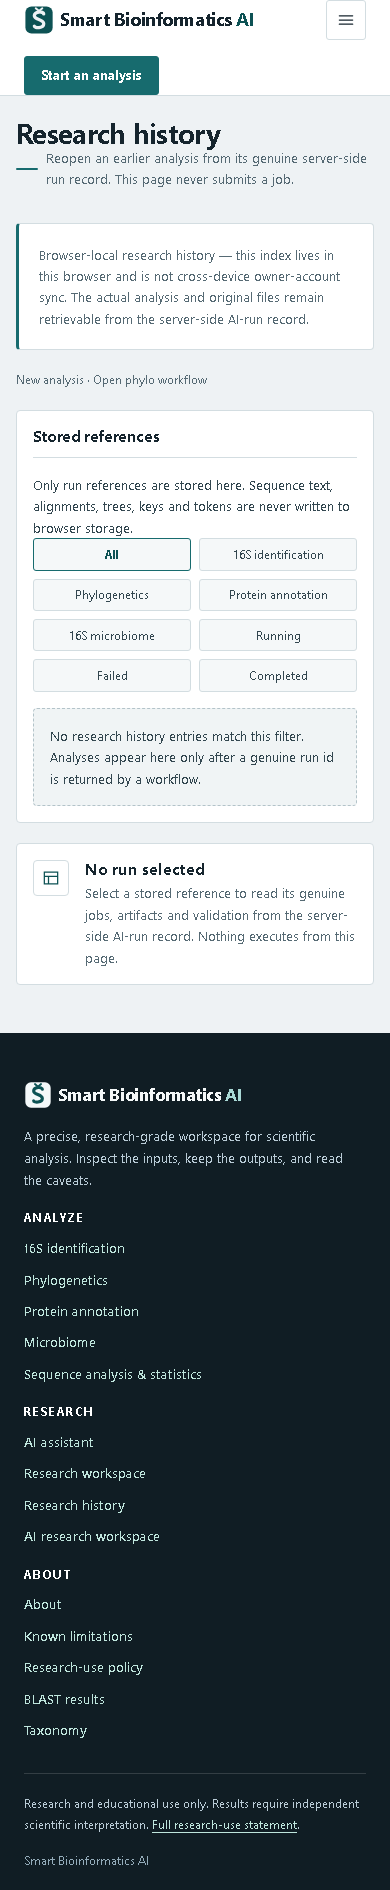 Š Smart Bioinformatics AI
Start an analysis
Research history
Reopen an earlier analysis from its genuine server-side
run record. This page never submits a job.
Browser-local research history — this index lives in
this browser and is not cross-device owner-account
sync. The actual analysis and original files remain
retrievable from the server-side AI-run record.
New analysis · Open phylo workflow
Stored references
Only run references are stored here. Sequence text,
alignments, trees, keys and tokens are never written to
browser storage.
All
16S identification
Phylogenetics
Protein annotation
16S microbiome
Running
Failed
Completed
No research history entries match this filter.
Analyses appear here only after a genuine run id
is returned by a workflow.
No run selected
Select a stored reference to read its genuine
jobs, artifacts and validation from the server-
side AI-run record. Nothing executes from this
page.
Š Smart Bioinformatics AI
A precise, research-grade workspace for scientific
analysis. Inspect the inputs, keep the outputs, and read
the caveats.
ANALYZE
16S identification
Phylogenetics
Protein annotation
Microbiome
Sequence analysis & statistics
RESEARCH
AI assistant
Research workspace
Research history
AI research workspace
ABOUT
About
Known limitations
Research-use policy
BLAST results
Taxonomy
Research and educational use only. Results require independent
scientific interpretation. Full research-use statement.
Smart Bioinformatics AI